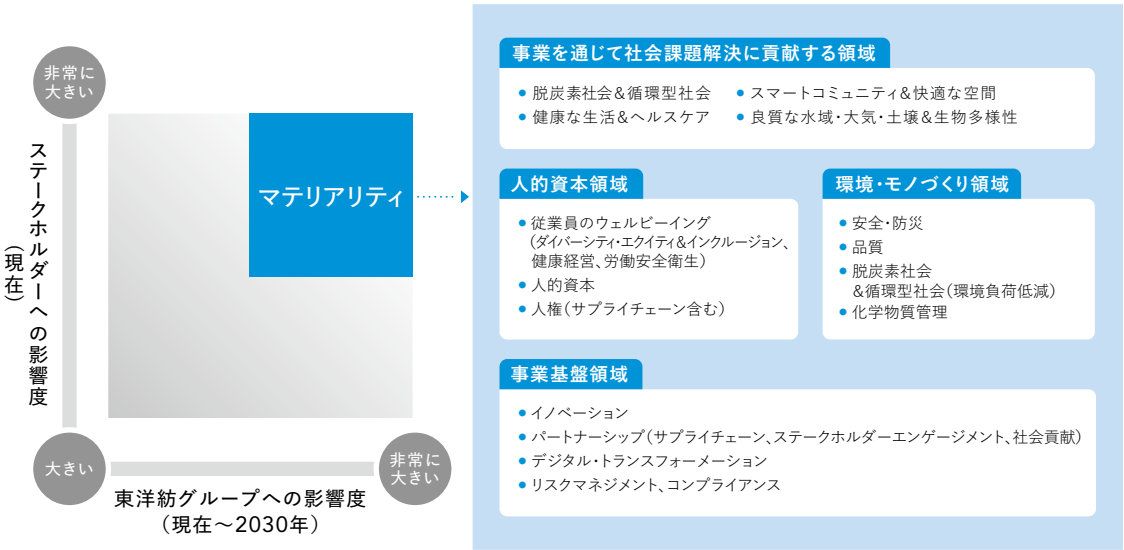 非常に
大きい
ステークホルダーへの影響度
（現在）
マテリアリティ
大きい
非常に
大きい
東洋紡グループへの影響度
（現在～2030年）
事業を通じて社会課題解決に貢献する領域
● 脱炭素社会&循環型社会 ● スマートコミュニティ&快適な空間
● 健康な生活&ヘルスケア ● 良質な水域・大気・土壌&生物多様性
人的資本領域
● 従業員のウェルビーイング
（ダイバーシティ・エクイティ&インクルージョン、
健康経営、労働安全衛生）
● 人的資本
● 人権（サプライチェーン含む）
環境・モノづくり領域
● 安全・防災
● 品質
● 脱炭素社会
&循環型社会（環境負荷低減）
● 化学物質管理
事業基盤領域
● イノベーション
● パートナーシップ（サプライチェーン、ステークホルダーエンゲージメント、社会貢献）
● デジタル・トランスフォーメーション
● リスクマネジメント、コンプライアンス